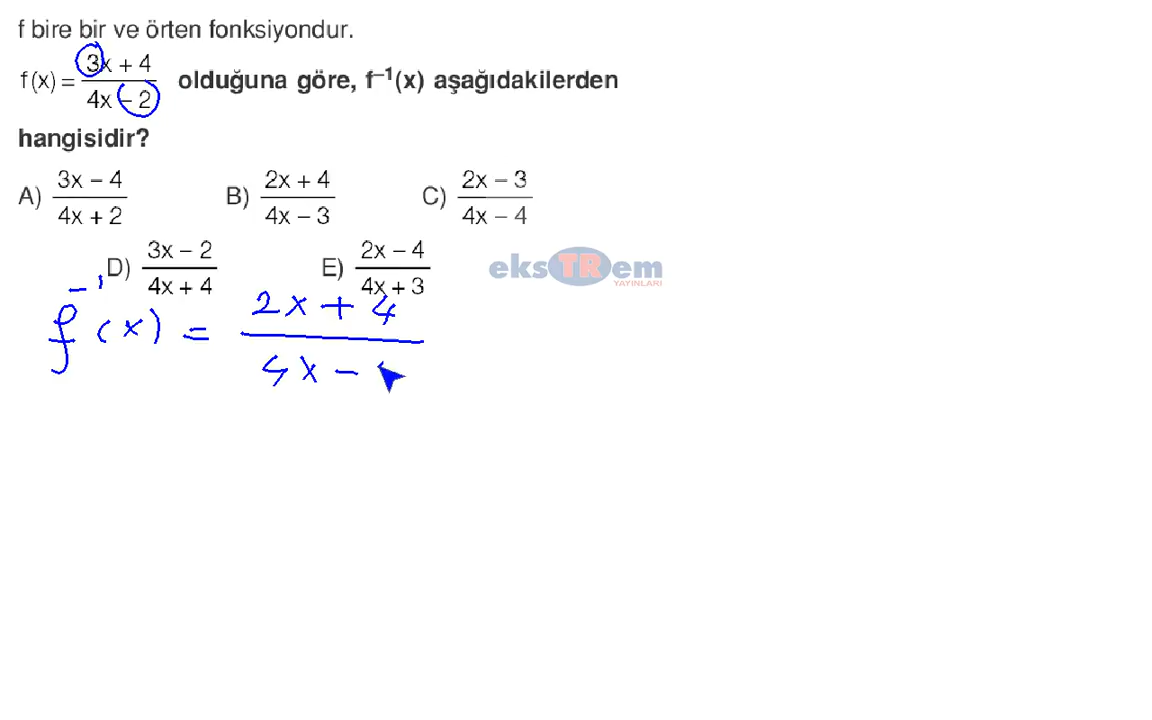 f bire bir ve örten fonksiyondur.
f(x) = (3x + 4)/(4x − 2) olduğuna göre, f⁻¹(x) aşağıdakilerden
hangisidir?
A) (3x − 4)/(4x + 2) B) (2x + 4)/(4x − 3) C) (2x − 3)/(4x − 4)
D) (3x − 2)/(4x + 4) E) (2x − 4)/(4x + 3)
eksTRem
YAYINLARI
f⁻¹(x) = (2x + 4)/(4x −